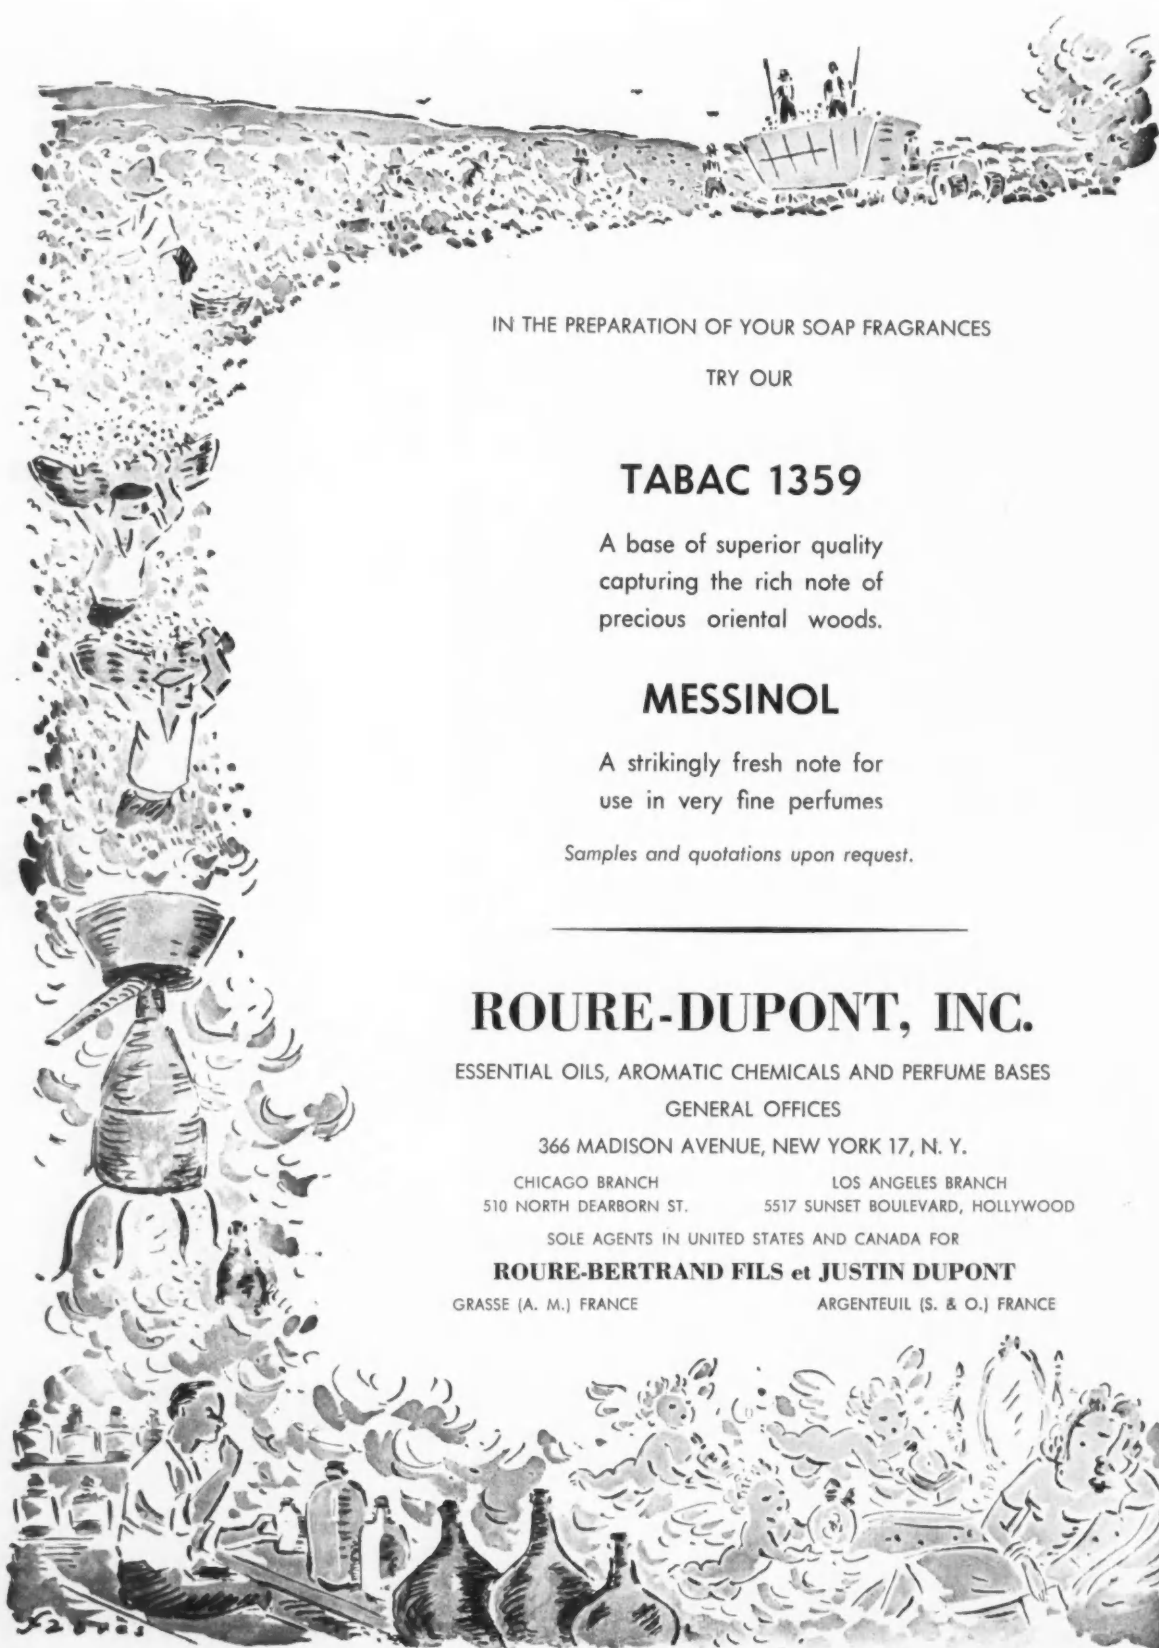 IN THE PREPARATION OF YOUR SOAP FRAGRANCES
TRY OUR
TABAC 1359
A base of superior quality
capturing the rich note of
precious oriental woods.
MESSINOL
A strikingly fresh note for
use in very fine perfumes
Samples and quotations upon request.
ROURE-DUPONT, INC.
ESSENTIAL OILS, AROMATIC CHEMICALS AND PERFUME BASES
GENERAL OFFICES
366 MADISON AVENUE, NEW YORK 17, N. Y.
CHICAGO BRANCH
510 NORTH DEARBORN ST.
LOS ANGELES BRANCH
5517 SUNSET BOULEVARD, HOLLYWOOD
SOLE AGENTS IN UNITED STATES AND CANADA FOR
ROURE-BERTRAND FILS et JUSTIN DUPONT
GRASSE (A. M.) FRANCE
ARGENTEUIL (S. & O.) FRANCE